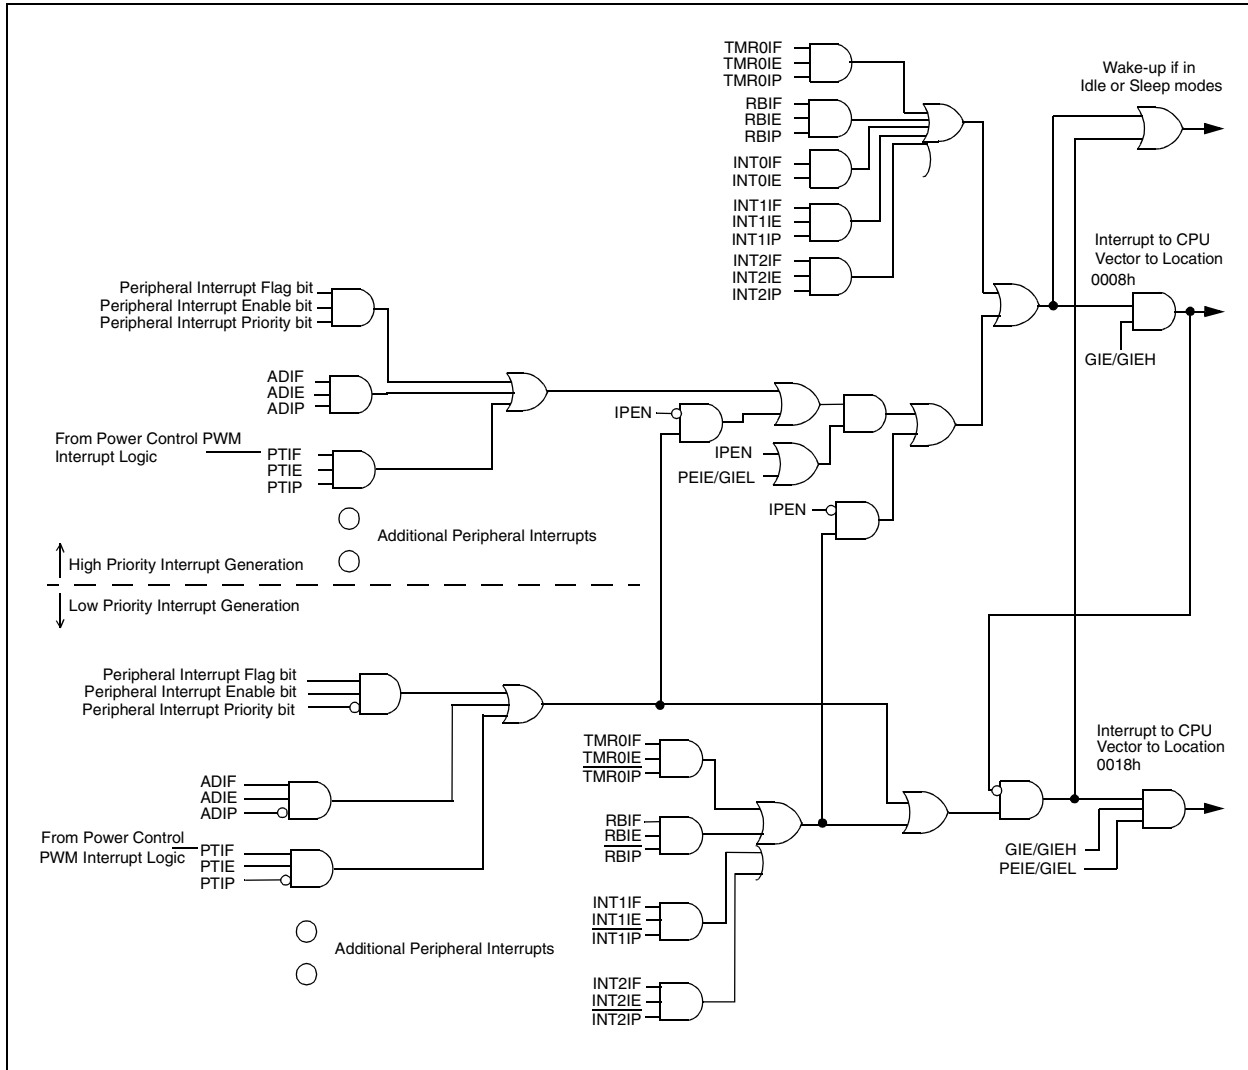 TMR0IF
TMR0IE
TMR0IP
RBIF
RBIE
RBIP
INT0IF
INT0IE
INT1IF
INT1IE
INT1IP
INT2IF
INT2IE
INT2IP
Wake-up if in
Idle or Sleep modes
Interrupt to CPU
Vector to Location
0008h
GIE/GIEH
Peripheral Interrupt Flag bit
Peripheral Interrupt Enable bit
Peripheral Interrupt Priority bit
ADIF
ADIE
ADIP
From Power Control PWM
Interrupt Logic
PTIF
PTIE
PTIP
IPEN
IPEN
PEIE/GIEL
IPEN
Additional Peripheral Interrupts
High Priority Interrupt Generation
Low Priority Interrupt Generation
Peripheral Interrupt Flag bit
Peripheral Interrupt Enable bit
Peripheral Interrupt Priority bit
ADIF
ADIE
ADIP
From Power Control
PWM Interrupt Logic
PTIF
PTIE
PTIP
Additional Peripheral Interrupts
TMR0IF
TMR0IE
TMR0IP
RBIF
RBIE
RBIP
INT1IF
INT1IE
INT1IP
INT2IF
INT2IE
INT2IP
Interrupt to CPU
Vector to Location
0018h
GIE/GIEH
PEIE/GIEL